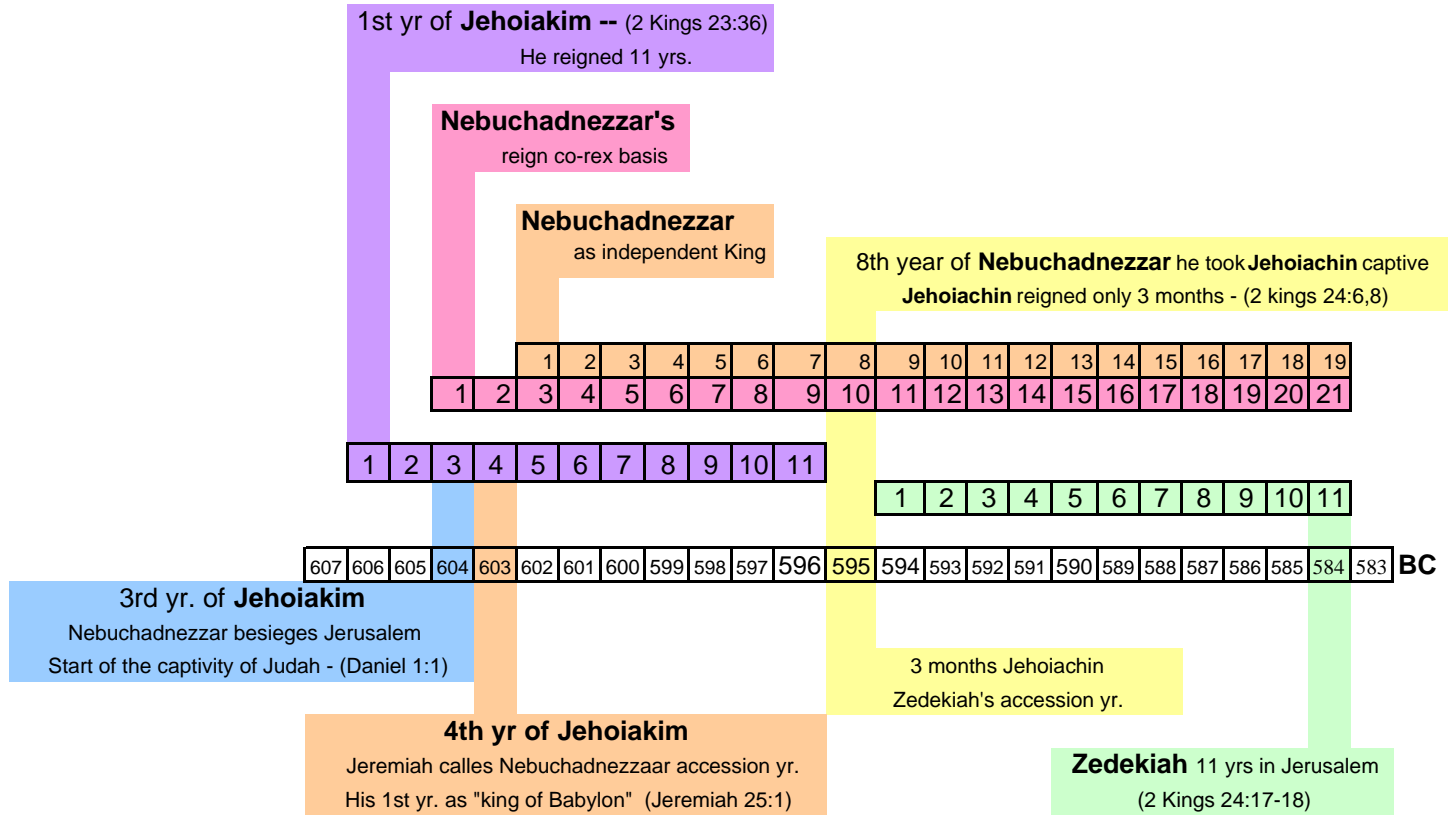 1st yr of Jehoiakim -- (2 Kings 23:36)
He reigned 11 yrs.
Nebuchadnezzar's
reign co-rex basis
Nebuchadnezzar
as independent King
8th year of Nebuchadnezzar he took Jehoiachin captive
Jehoiachin reigned only 3 months - (2 kings 24:6,8)
1 2 3 4 5 6 7 8 9 10 11 12 13 14 15 16 17 18 19
1 2 3 4 5 6 7 8 9 10 11 12 13 14 15 16 17 18 19 20 21
1 2 3 4 5 6 7 8 9 10 11
1 2 3 4 5 6 7 8 9 10 11
607 606 605 604 603 602 601 600 599 598 597 596 595 594 593 592 591 590 589 588 587 586 585 584 583 BC
3rd yr. of Jehoiakim
Nebuchadnezzar besieges Jerusalem
Start of the captivity of Judah - (Daniel 1:1)
3 months Jehoiachin
Zedekiah's accession yr.
4th yr of Jehoiakim
Jeremiah calles Nebuchadnezzaar accession yr.
His 1st yr. as "king of Babylon" (Jeremiah 25:1)
Zedekiah 11 yrs in Jerusalem
(2 Kings 24:17-18)